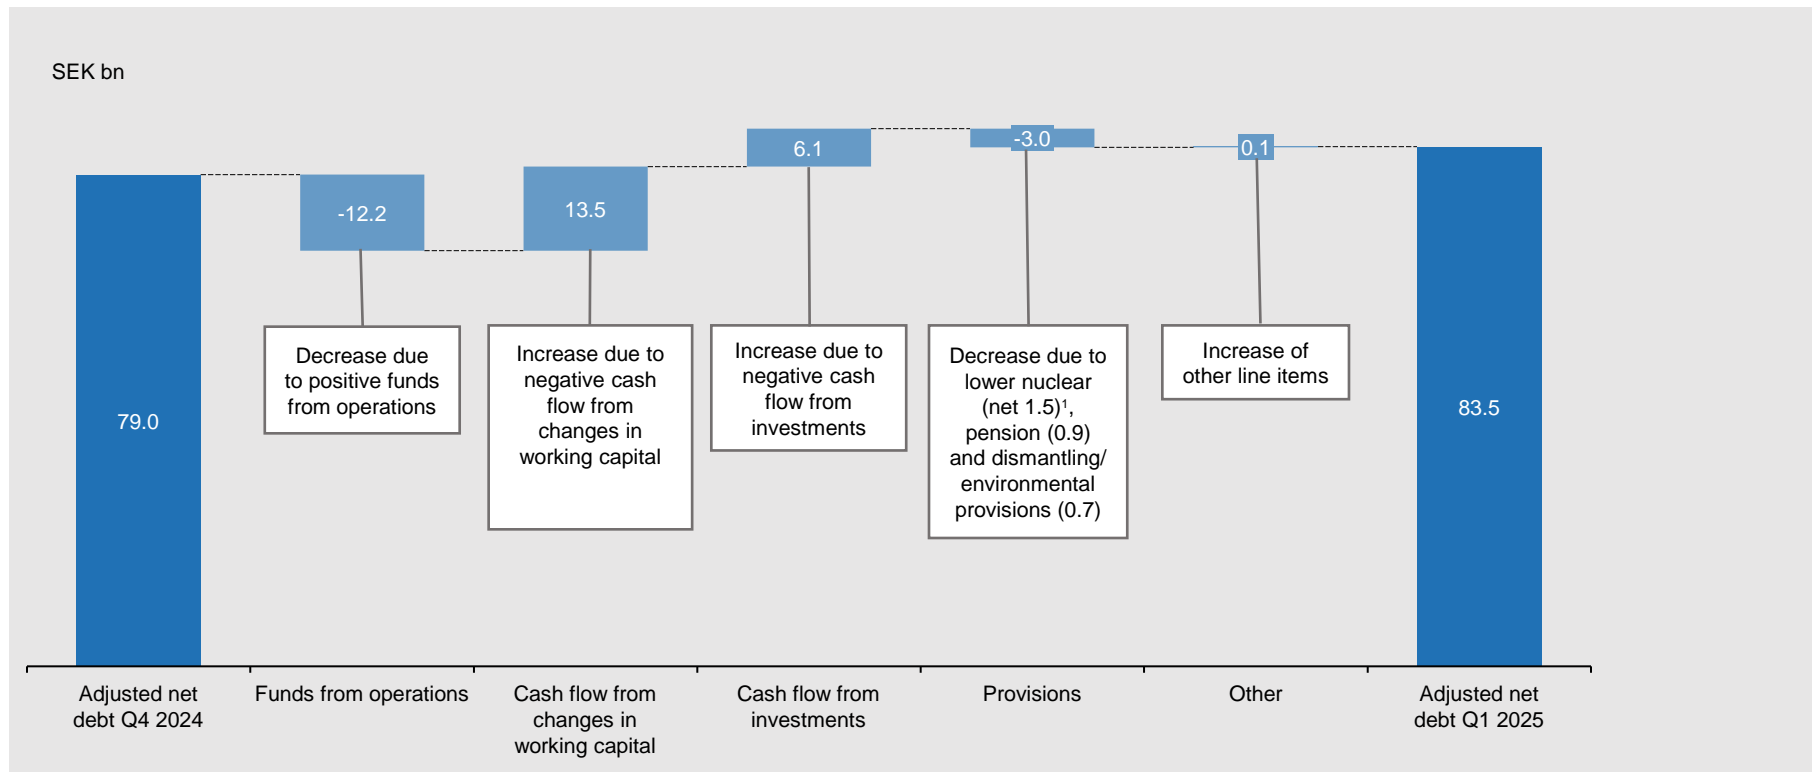 SEK bn
79.0
-12.2
13.5
6.1
-3.0
0.1
83.5
Decrease due
to positive funds
from operations
Increase due to
negative cash
flow from
changes in
working capital
Increase due to
negative cash
flow from
investments
Decrease due to
lower nuclear
(net 1.5)¹,
pension (0.9)
and dismantling/
environmental
provisions (0.7)
Increase of
other line items
Adjusted net
debt Q4 2024
Funds from operations
Cash flow from
changes in
working capital
Cash flow from
investments
Provisions
Other
Adjusted net
debt Q1 2025